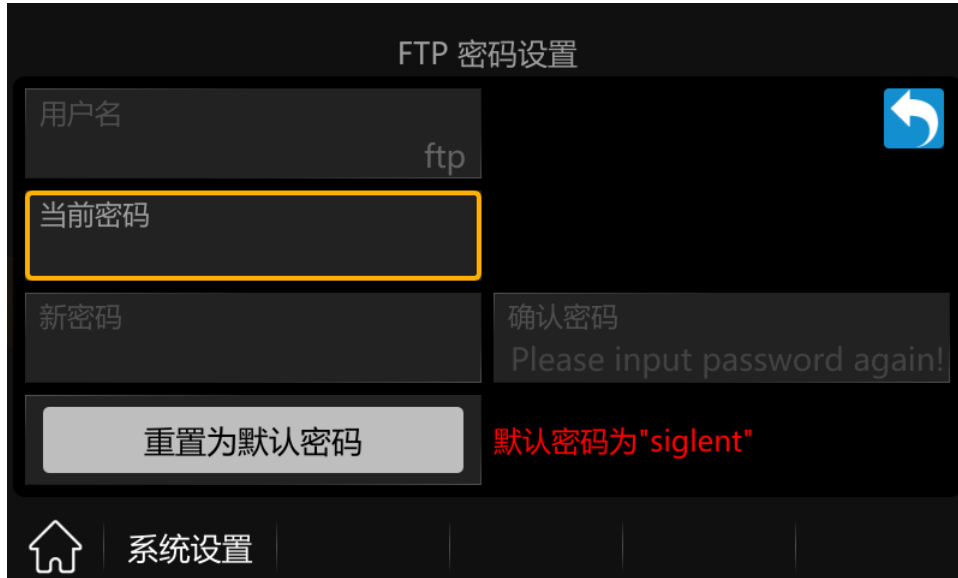 FTP 密码设置
用户名
ftp
当前密码
新密码
确认密码
Please input password again!
重置为默认密码
默认密码为"siglent"
系统设置